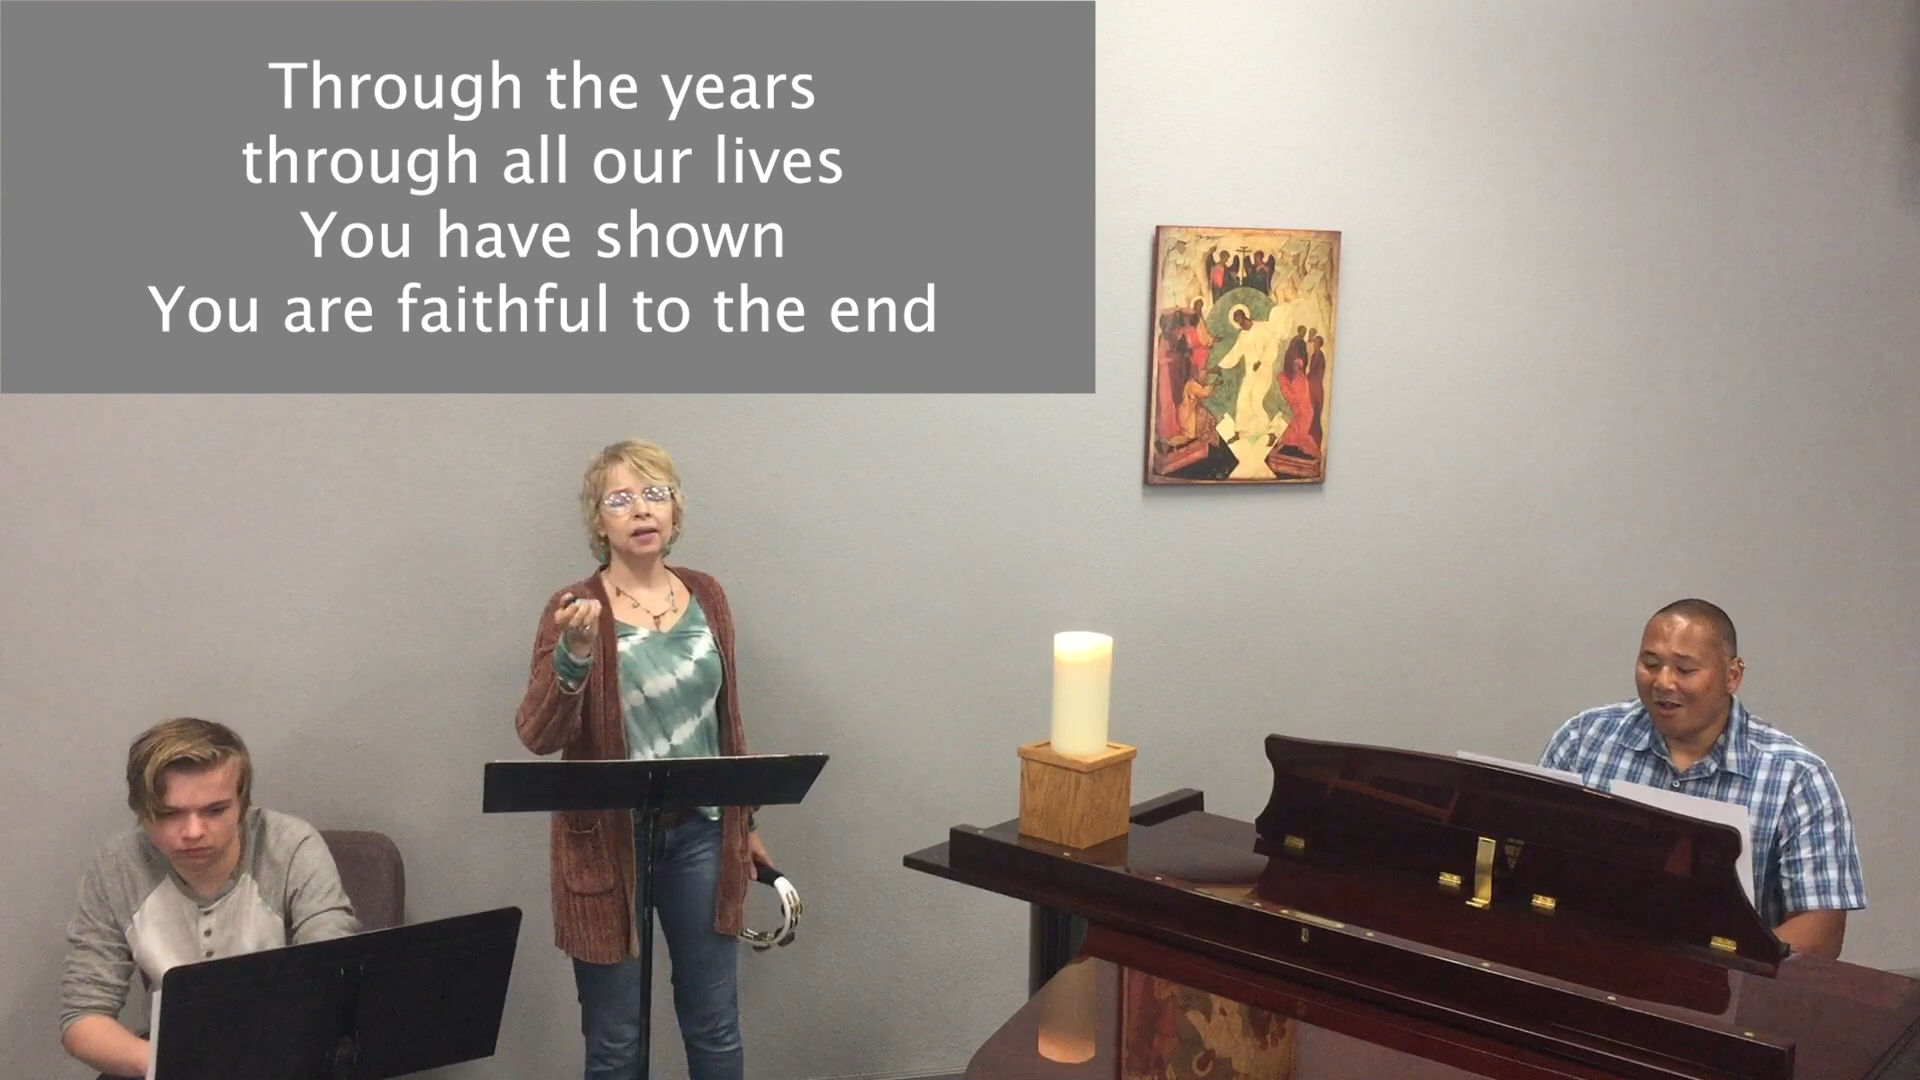 Through the years
through all our lives
You have shown
You are faithful to the end